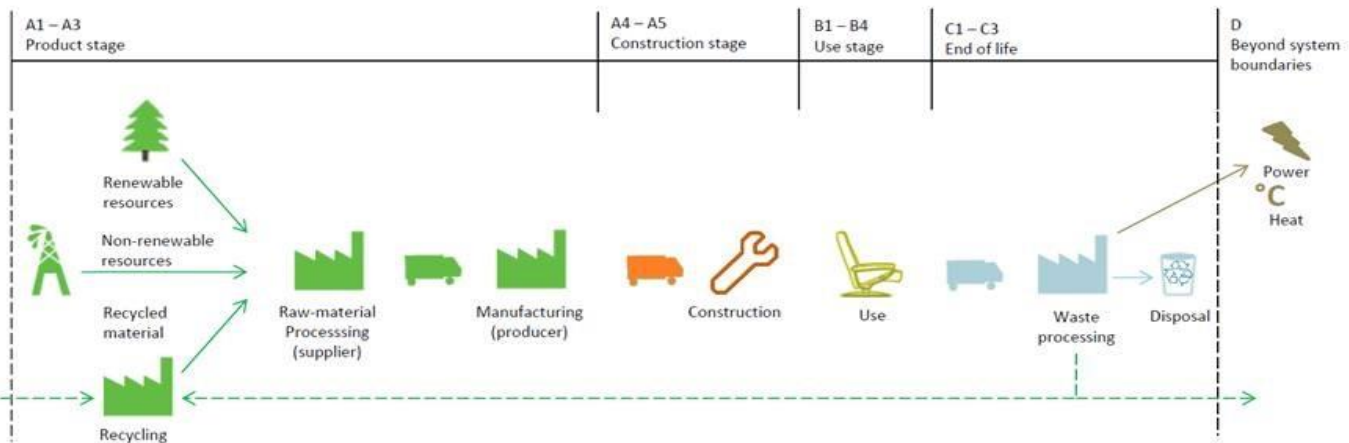 A1 – A3
Product stage
A4 – A5
Construction stage
B1 – B4
Use stage
C1 – C3
End of life
D
Beyond system
boundaries
Renewable
resources
Non-renewable
resources
Recycled
material
Recycling
Raw-material
Processsing
(supplier)
Manufacturing
(producer)
Construction
Use
Waste
processing
Disposal
Power
°C
Heat